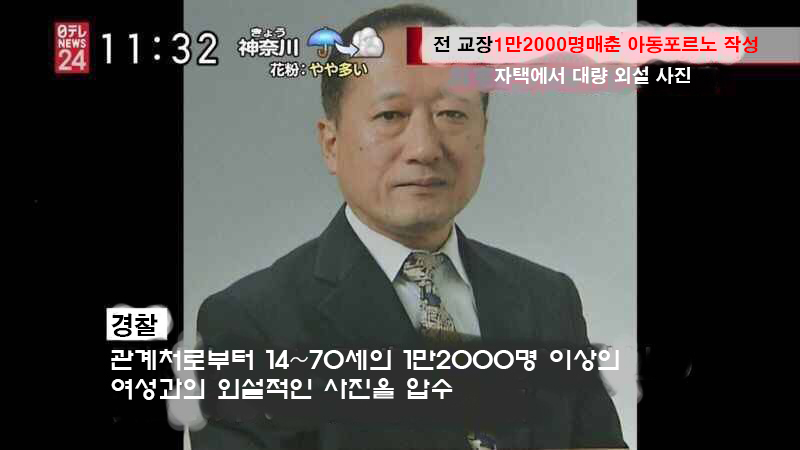 日テレ
NEWS
24
11:32
きょう
神奈川
花粉:やや多い
전 교장1만2000명매춘 아동포르노 작성
자택에서 대량 외설 사진
경찰
관계처로부터 14~70세의 1만2000명 이상의
여성과의 외설적인 사진을 압수